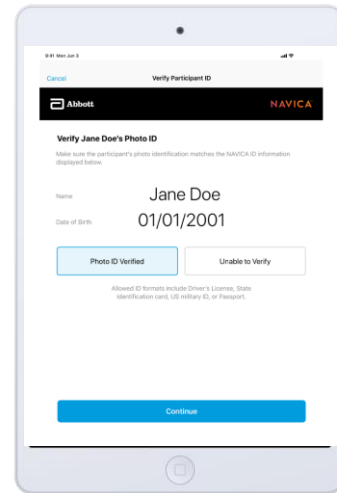 9:41 Mon Jun 3
Cancel
Verify Participant ID
Abbott
NAVICA
Verify Jane Doe's Photo ID
Make sure the participant's photo identification matches the NAVICA ID information
displayed below.
Name
Jane Doe
Date of Birth
01/01/2001
Photo ID Verified
Unable to Verify
Allowed ID formats include Driver's License, State
Identification card, US military ID, or Passport.
Continue